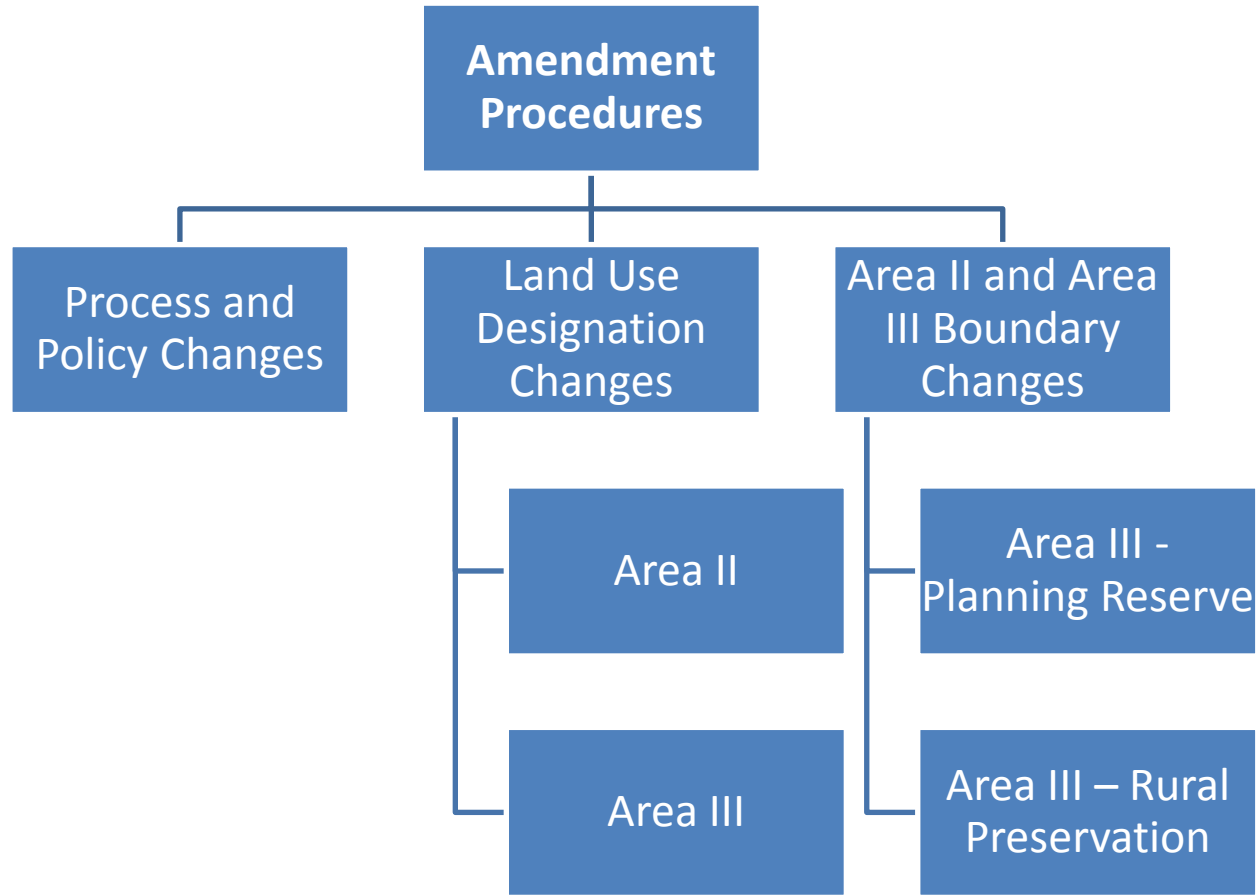 Amendment
Procedures
Process and
Policy Changes
Land Use
Designation
Changes
Area II and Area
III Boundary
Changes
Area II
Area III -
Planning Reserve
Area III
Area III – Rural
Preservation